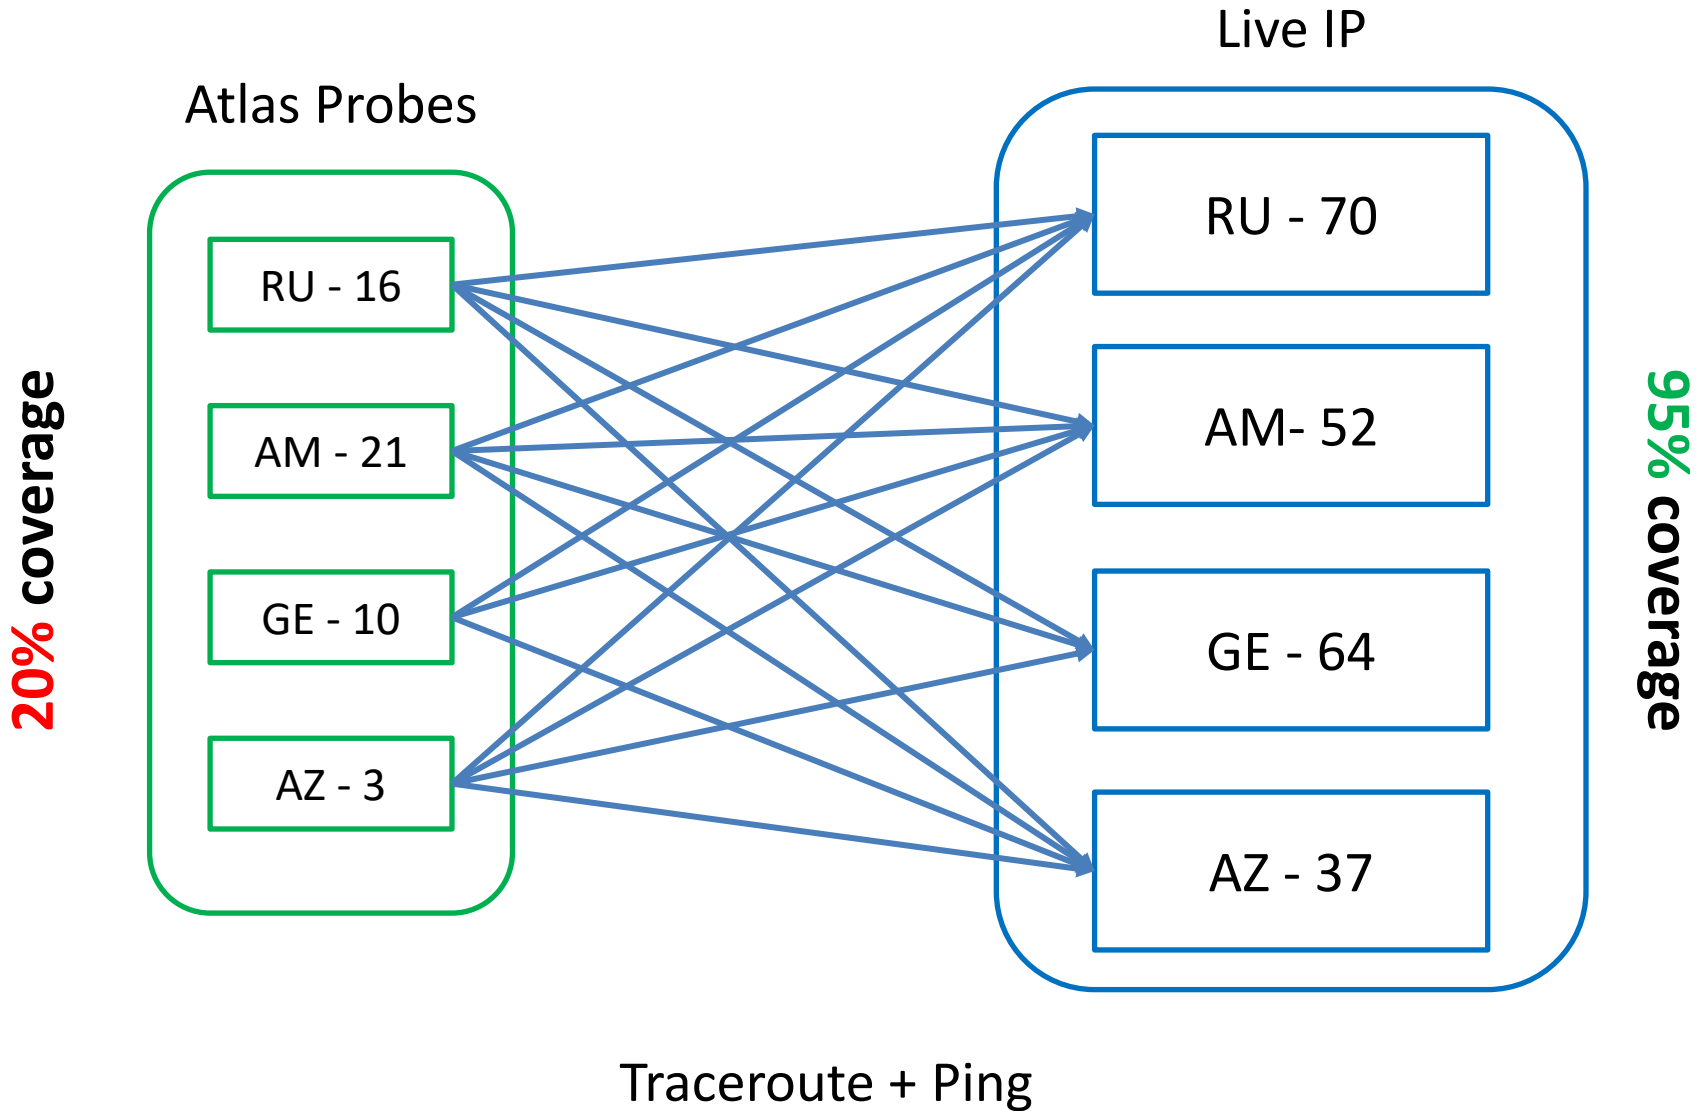 Live IP
Atlas Probes
RU - 16
AM - 21
GE - 10
AZ - 3
RU - 70
AM- 52
GE - 64
AZ - 37
20% coverage
95% coverage
Traceroute + Ping